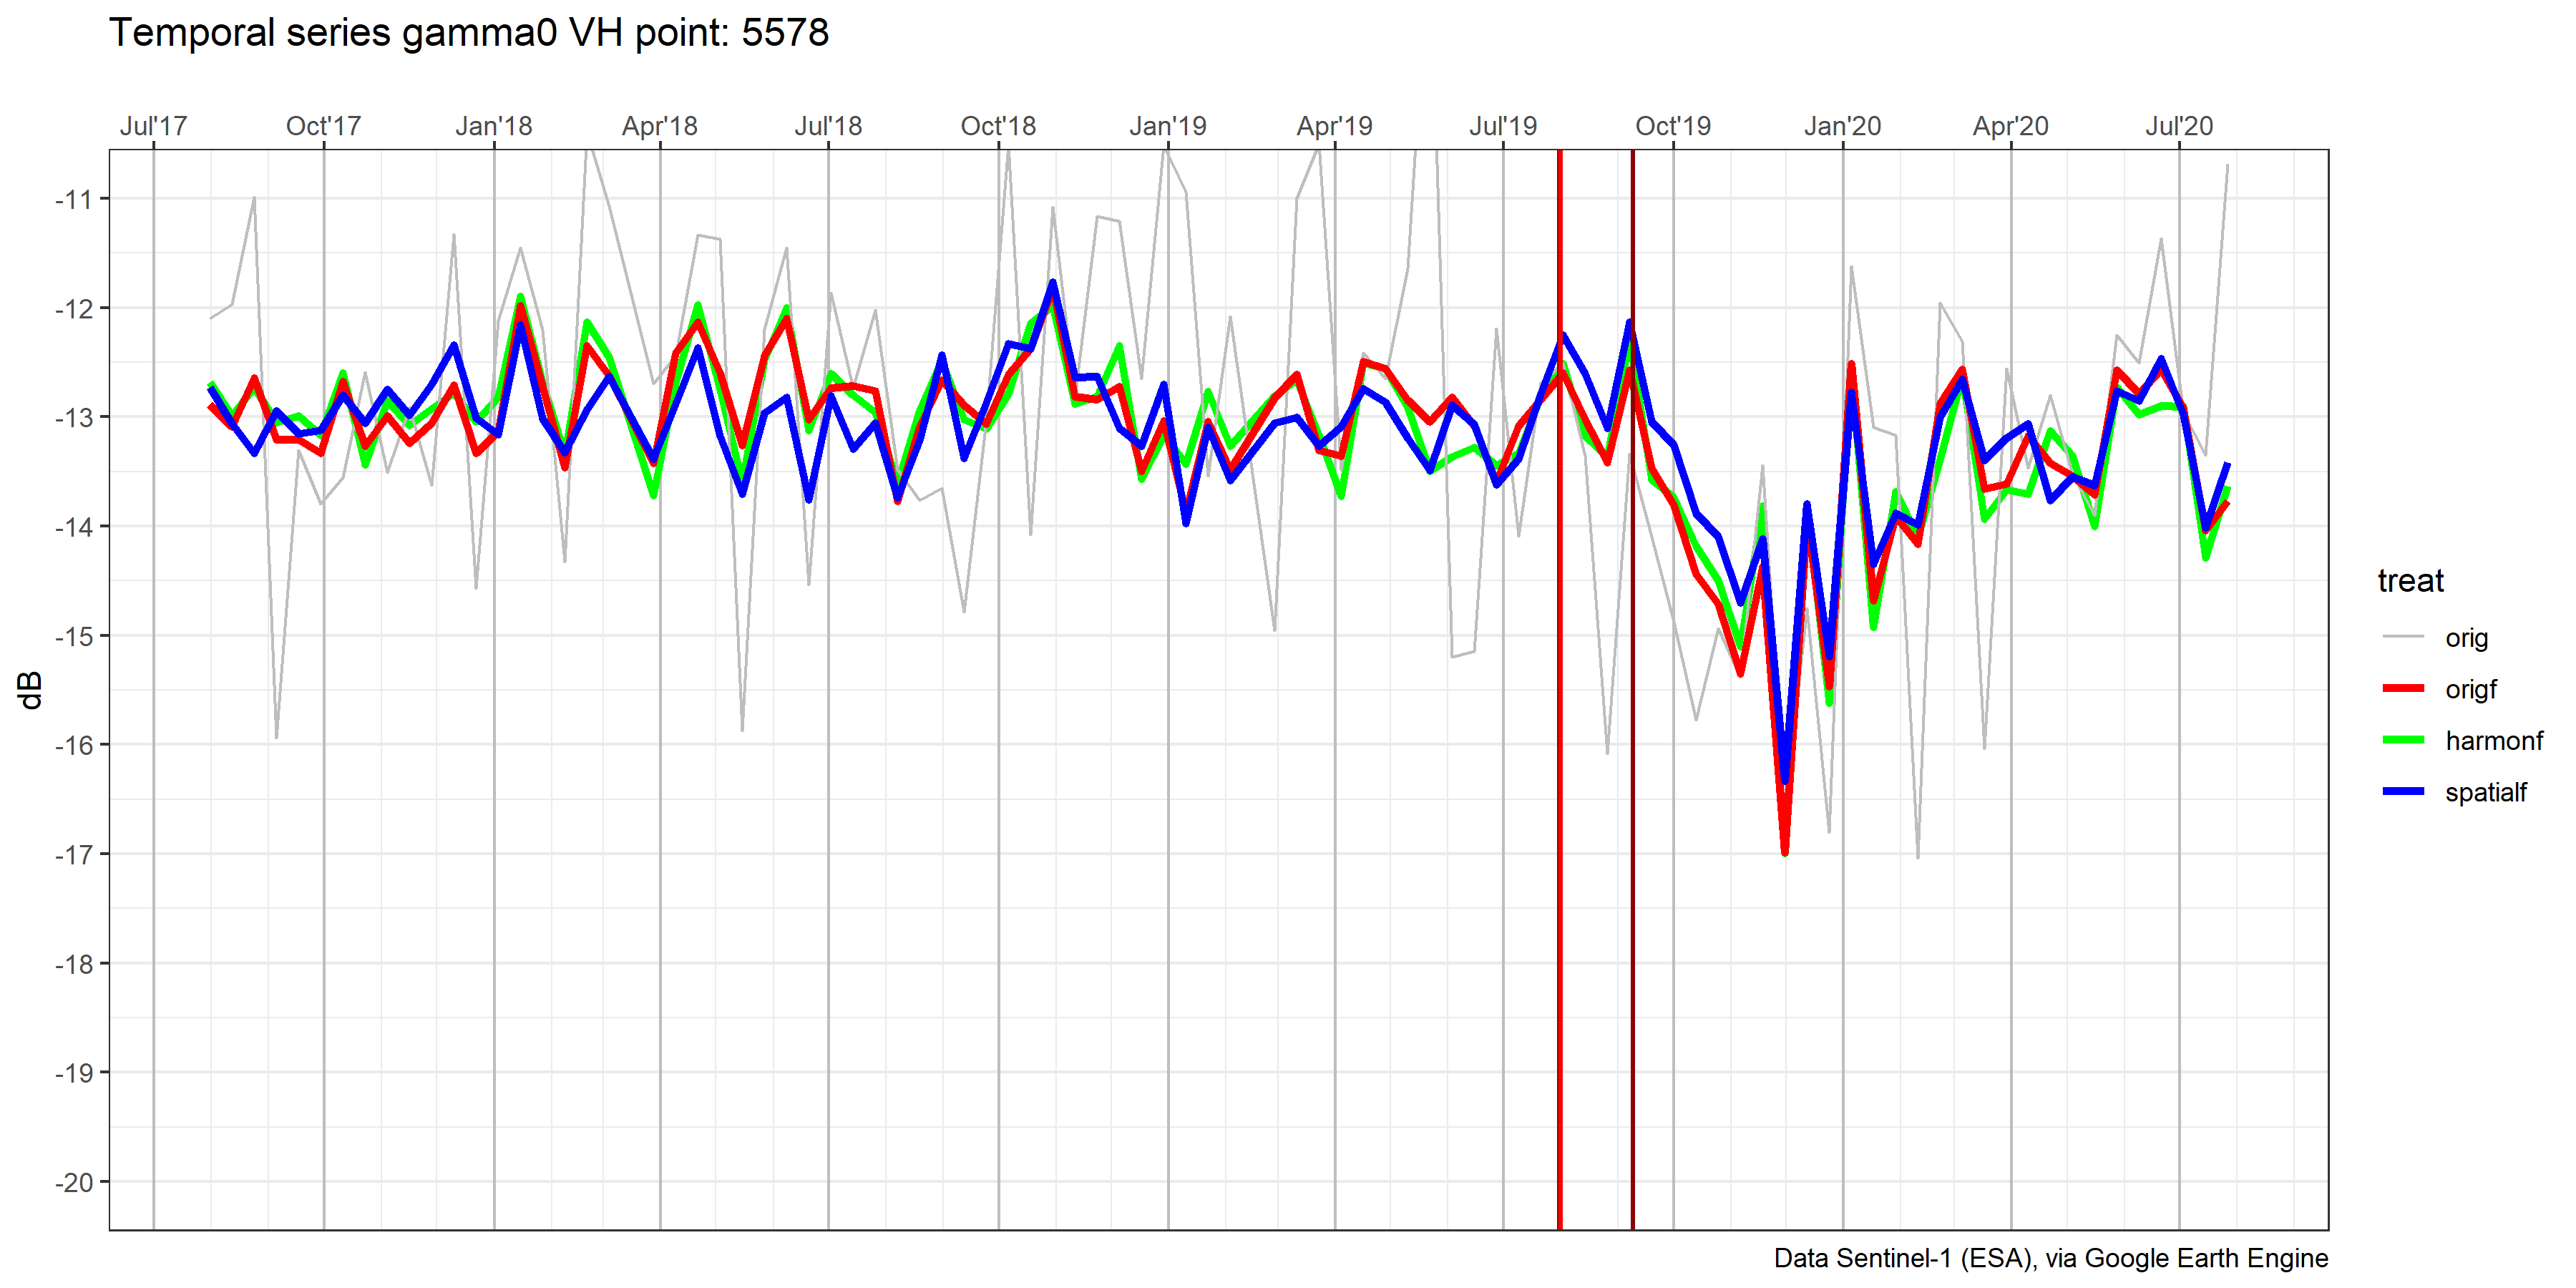 Temporal series gamma0 VH point: 5578
Jul'17 Oct'17 Jan'18 Apr'18 Jul'18 Oct'18 Jan'19 Apr'19 Jul'19 Oct'19 Jan'20 Apr'20 Jul'20
-11
-12
-13
-14
-15
-16
-17
-18
-19
-20
dB
treat
orig
origf
harmonf
spatialf
Data Sentinel-1 (ESA), via Google Earth Engine